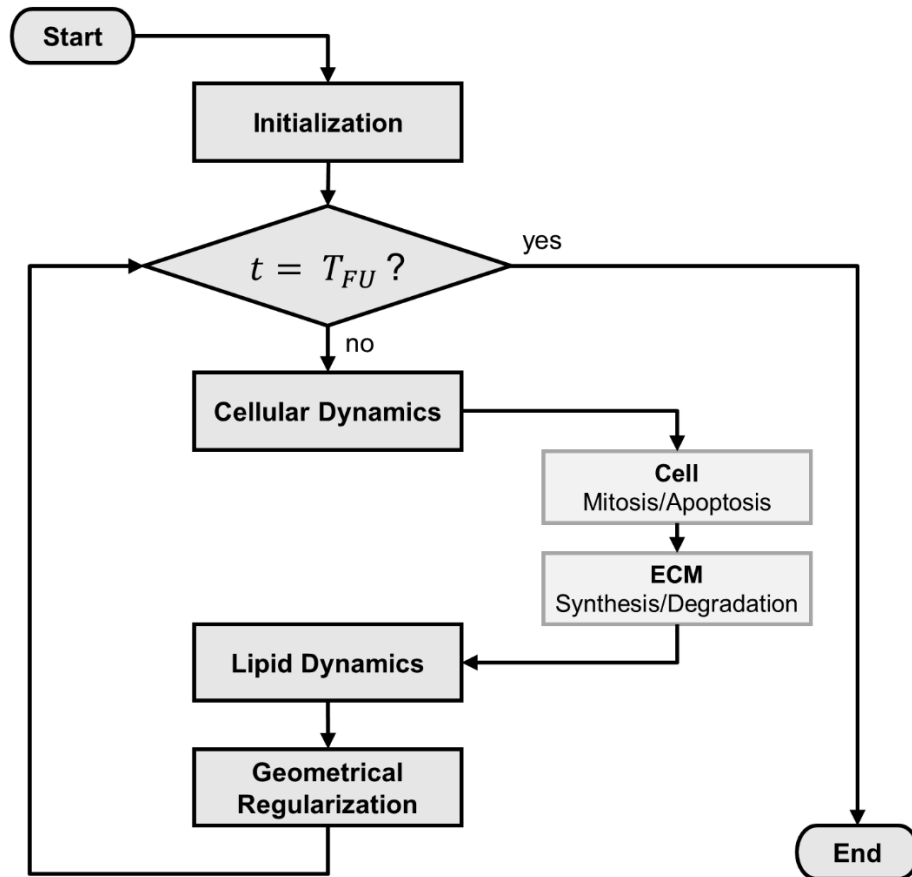 Start
Initialization
t = T_FU ?
yes
no
Cellular Dynamics
Cell
Mitosis/Apoptosis
ECM
Synthesis/Degradation
Lipid Dynamics
Geometrical
Regularization
End